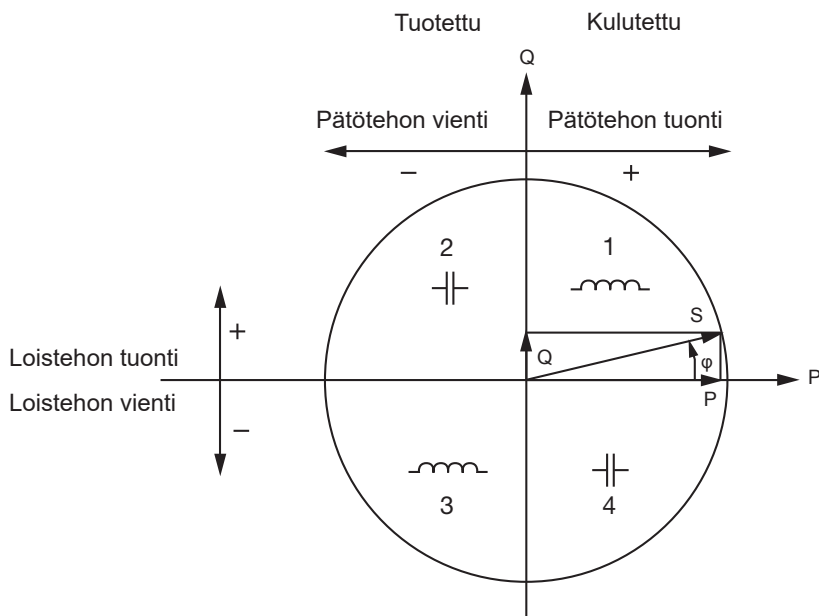 Tuotettu Kulutettu
Q
Pätötehon vienti Pätötehon tuonti
− +
2 1
S
+
Loistehon tuonti
Q φ
P
P
Loistehon vienti
−
3 4